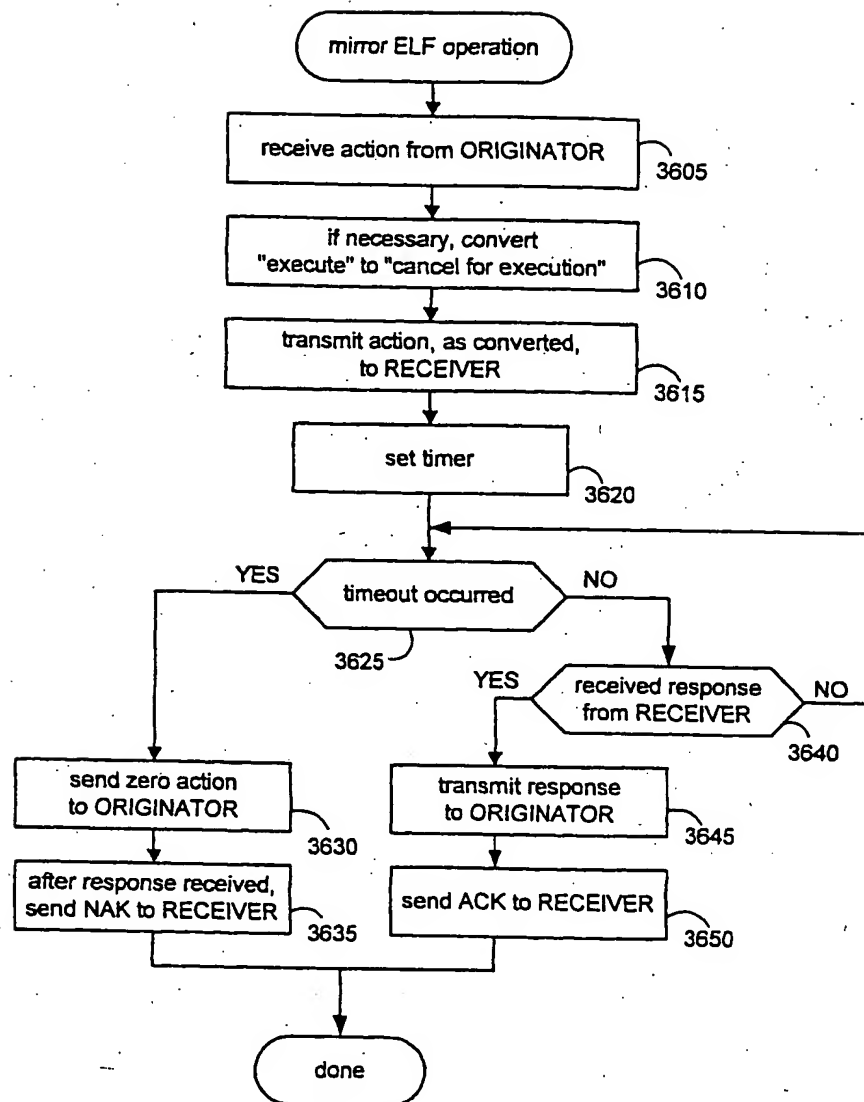 mirror ELF operation
receive action from ORIGINATOR
3605
if necessary, convert
"execute" to "cancel for execution"
3610
transmit action, as converted,
to RECEIVER
3615
set timer
3620
YES
timeout occurred
NO
3625
YES
received response
from RECEIVER
NO
3640
send zero action
to ORIGINATOR
3630
transmit response
to ORIGINATOR
3645
after response received,
send NAK to RECEIVER
3635
send ACK to RECEIVER
3650
done